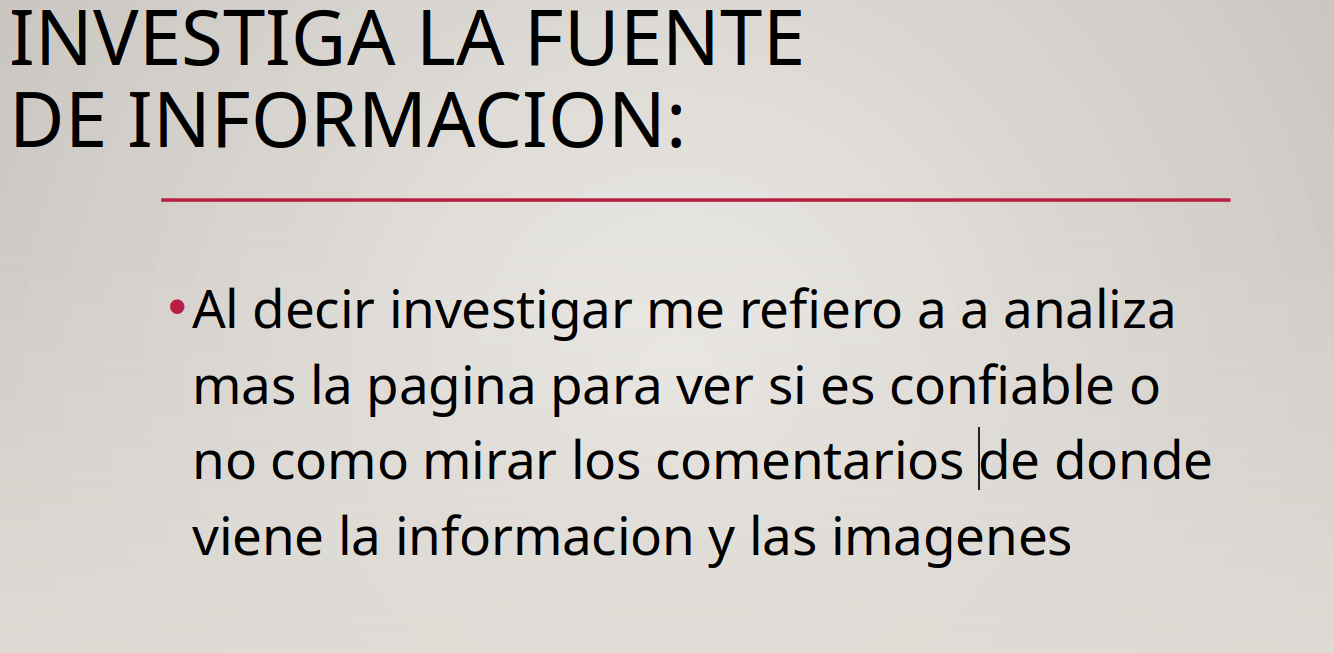 INVESTIGA LA FUENTE
DE INFORMACION:
•Al decir investigar me refiero a a analiza
mas la pagina para ver si es confiable o
no como mirar los comentarios de donde
viene la informacion y las imagenes